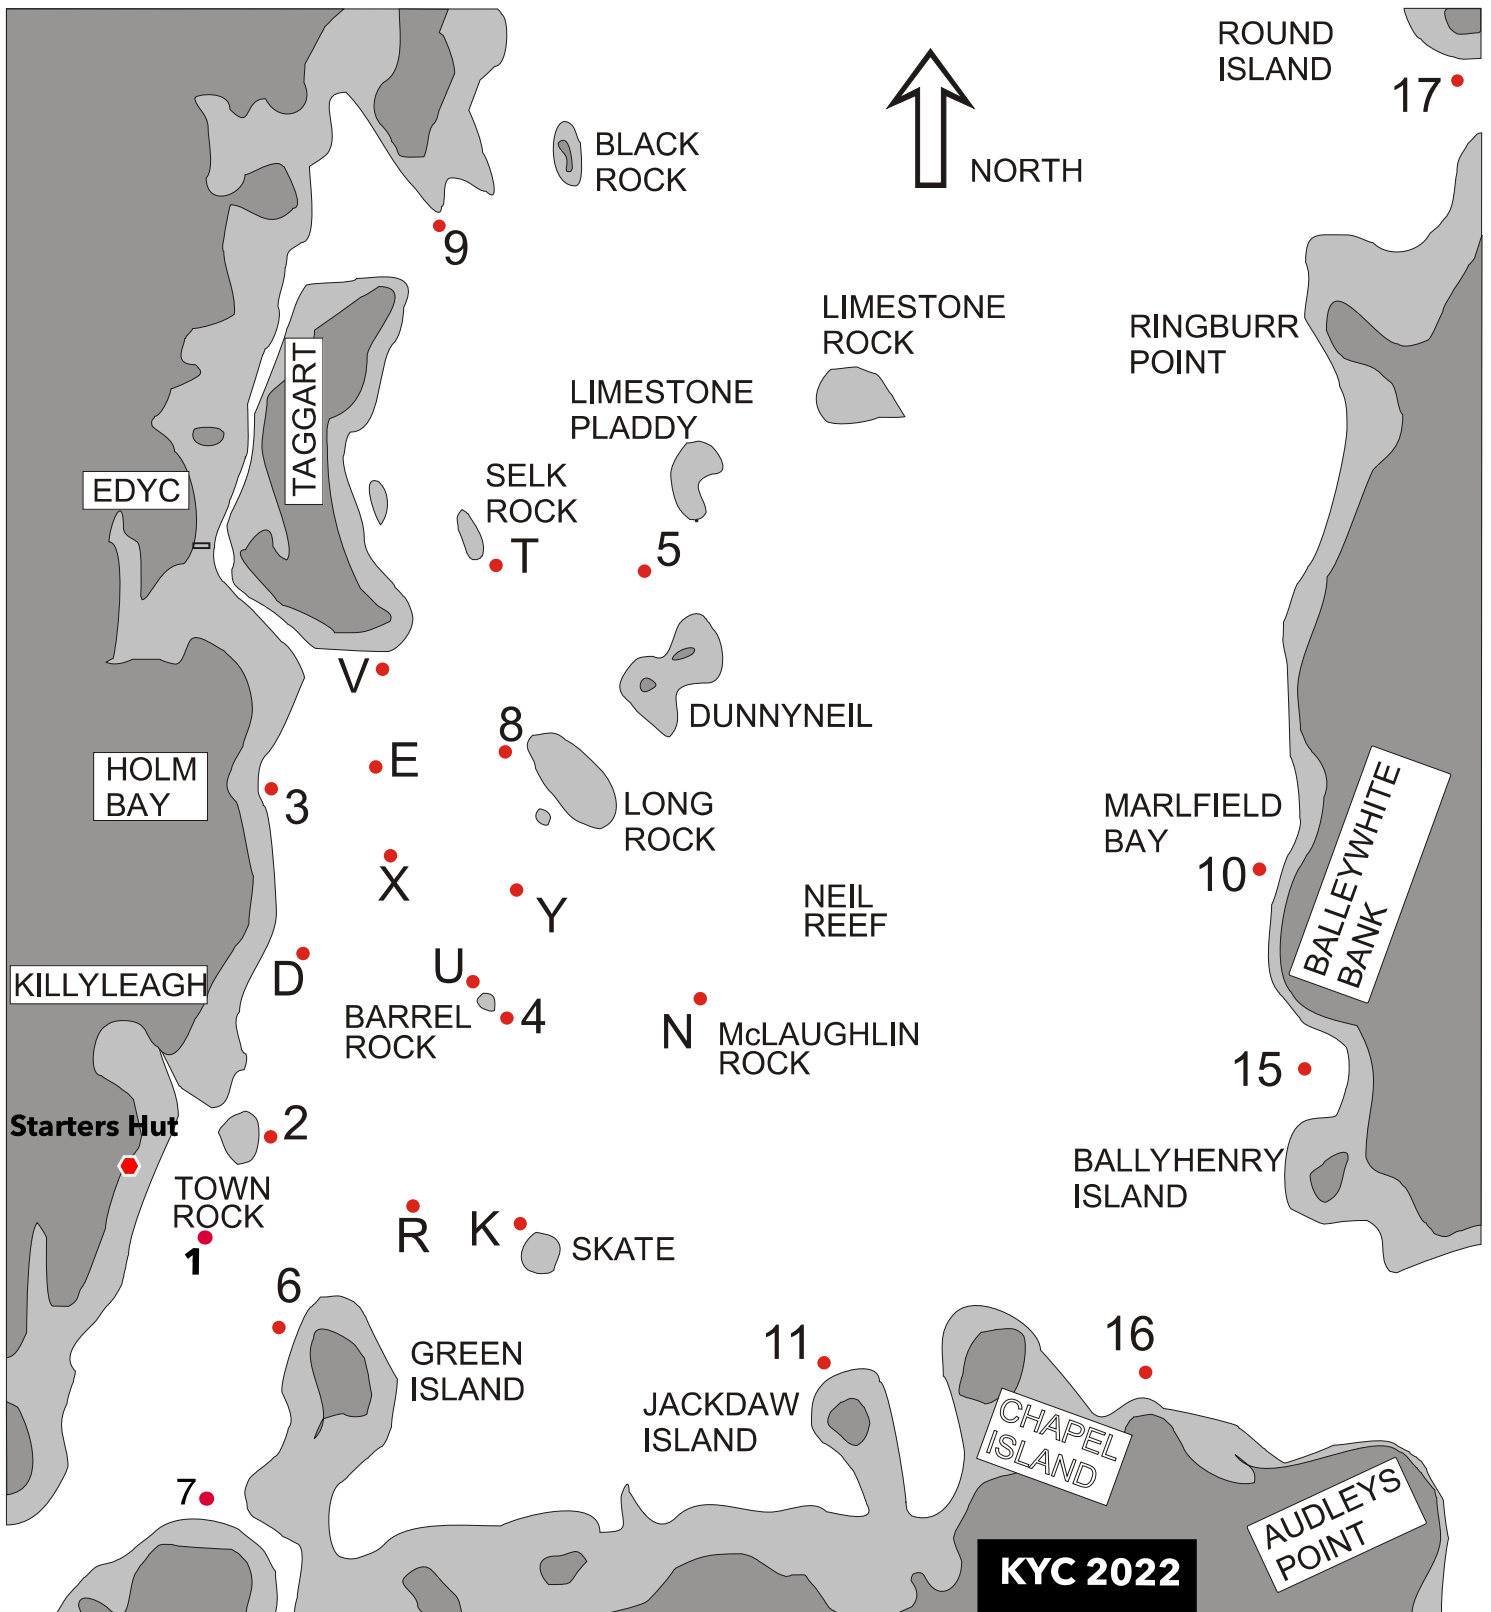 ROUND
ISLAND
17
BLACK
ROCK
NORTH
9
LIMESTONE
ROCK
RINGBURR
POINT
TAGGART
LIMESTONE
PLADDY
EDYC
SELK
ROCK
T
5
V
DUNNYNEIL
8
E
HOLM
BAY
3
LONG
ROCK
MARLFIELD
BAY
BALLEYWHITE
BANK
10
X
Y
NEIL
REEF
D
U
KILLYLEAGH
BARREL
ROCK
4
N
McLAUGHLIN
ROCK
15
Starters Hut
2
BALLYHENRY
ISLAND
TOWN
ROCK
1
R
K
SKATE
6
GREEN
ISLAND
11
16
JACKDAW
ISLAND
CHAPEL
ISLAND
7
AUDLEYS
POINT
KYC 2022